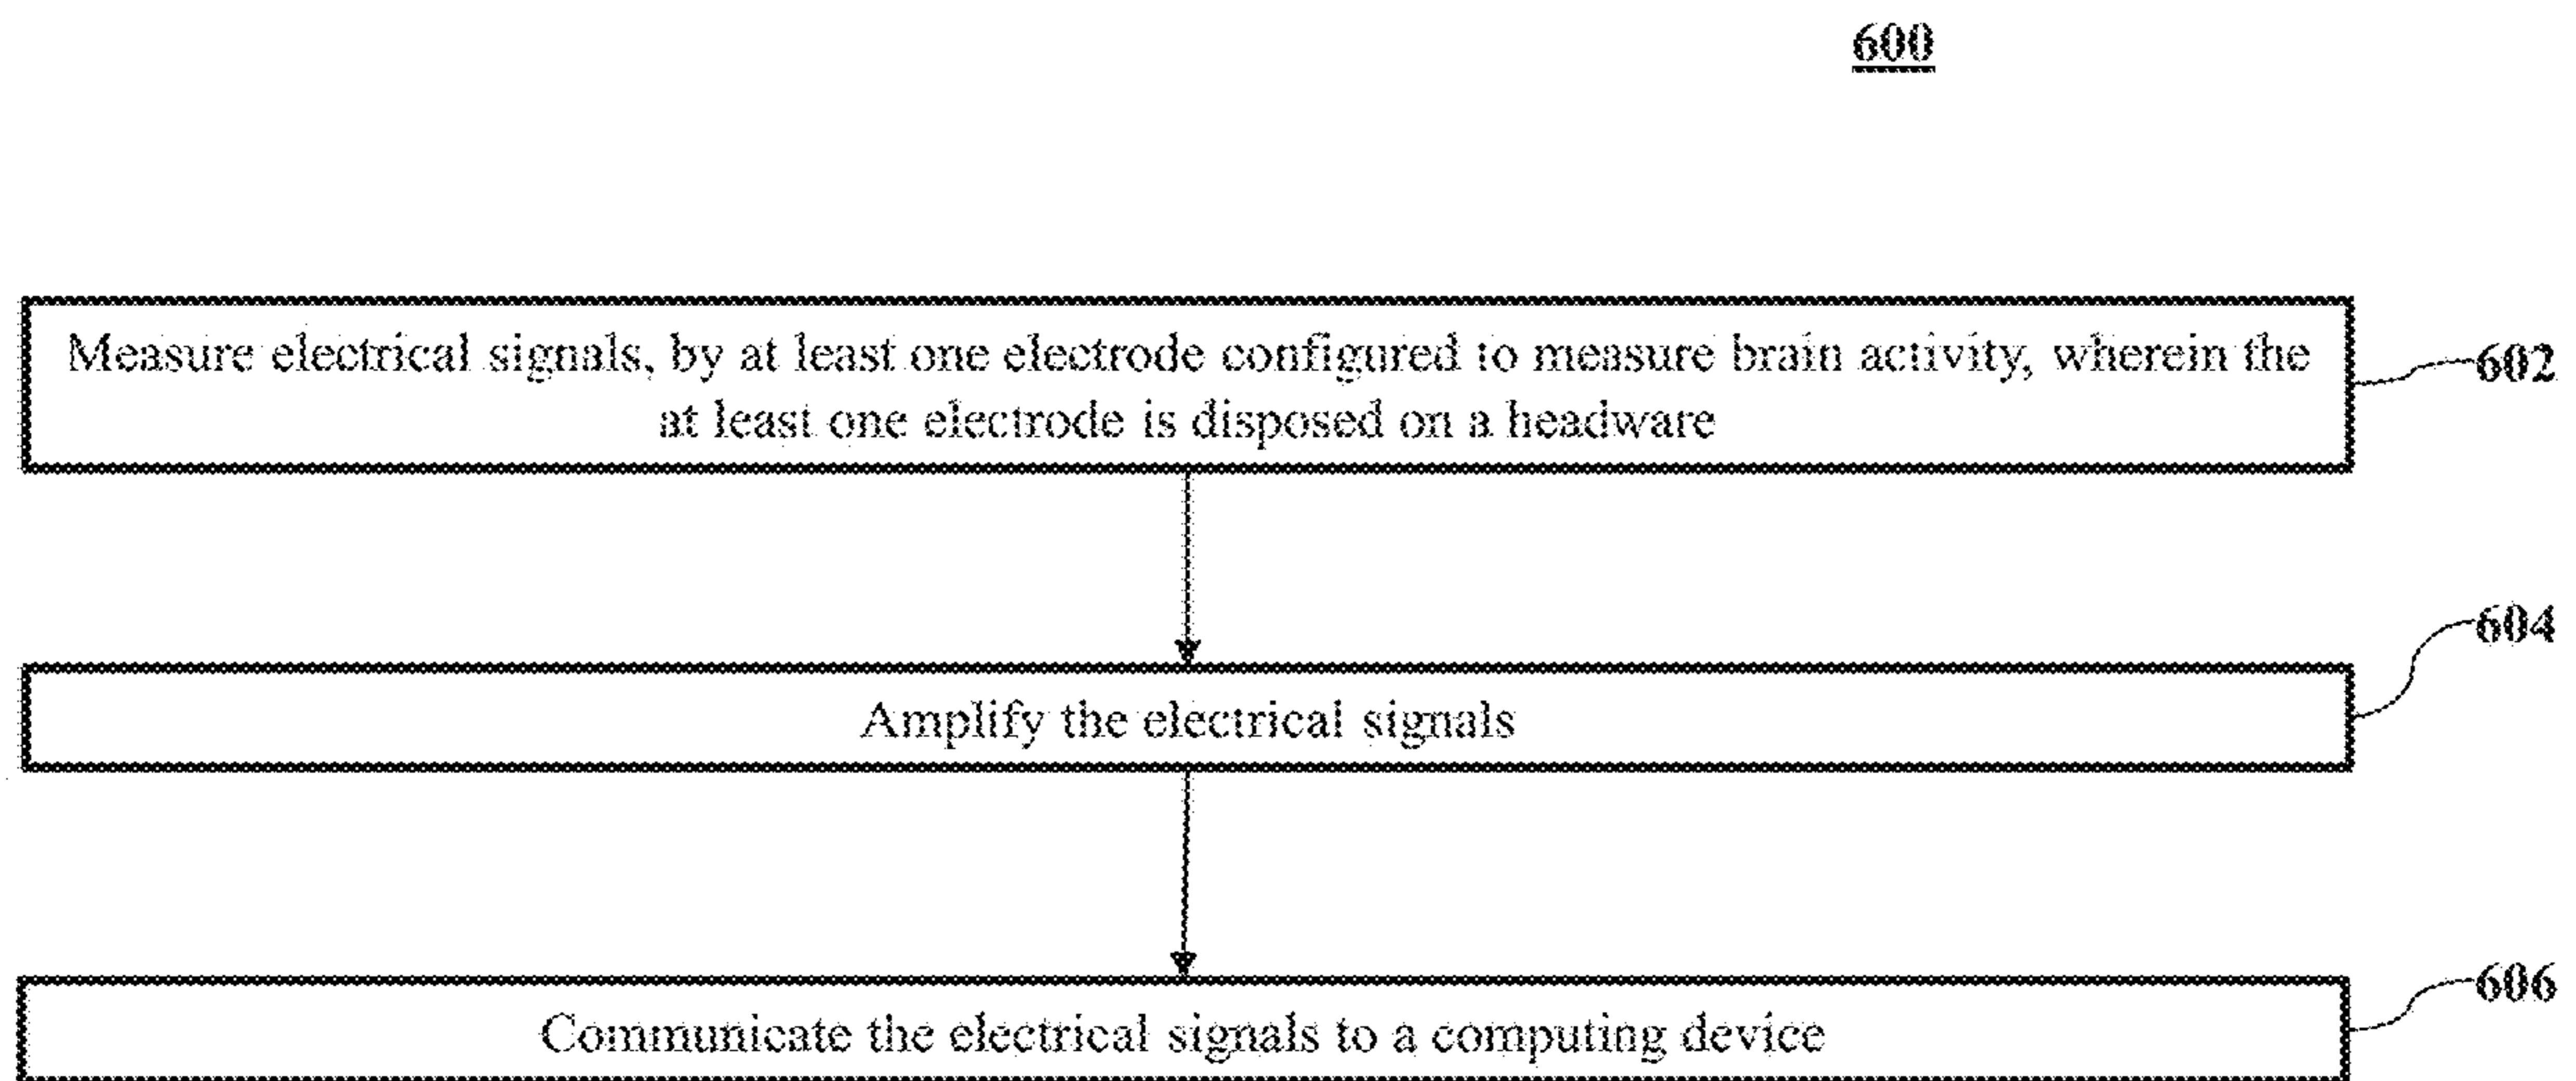 600
Measure electrical signals, by at least one electrode configured to measure brain activity, wherein the
at least one electrode is disposed on a headware
602
604
Amplify the electrical signals
606
Communicate the electrical signals to a computing device